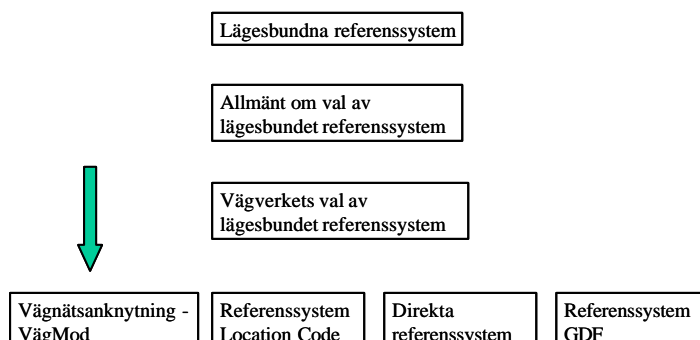 Lägesbundna referenssystem
Allmänt om val av
lägesbundet referenssystem
Vägverkets val av
lägesbundet referenssystem
Vägnätsanknytning -
VägMod
Referenssystem
Location Code
Direkta
referenssystem
Referenssystem
GDF